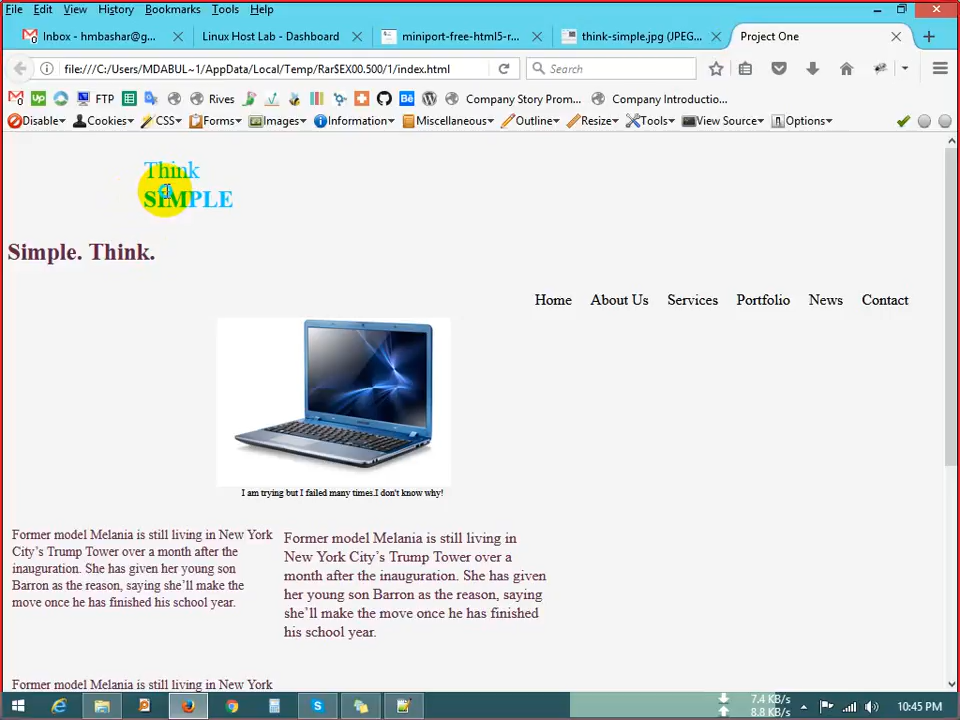 File Edit View History Bookmarks Tools Help
Inbox - hmbashar@g... Linux Host Lab - Dashboard miniport-free-html5-r... think-simple.jpg (JPEG... Project One
file:///C:/Users/MDABUL~1/AppData/Local/Temp/Rar$EX00.500/1/index.html Search
FTP Rives Company Story Prom... Company Introductio...
Disable Cookies CSS Forms Images Information Miscellaneous Outline Resize Tools View Source Options
Think
SIMPLE
Simple. Think.
Home About Us Services Portfolio News Contact
I am trying but I failed many times.I don't know why!
Former model Melania is still living in New York
City’s Trump Tower over a month after the
inauguration. She has given her young son
Barron as the reason, saying she’ll make the
move once he has finished his school year.
Former model Melania is still living in
New York City’s Trump Tower over a
month after the inauguration. She has given
her young son Barron as the reason, saying
she’ll make the move once he has finished
his school year.
Former model Melania is still living in New York
7.4 KB/s
8.8 KB/s
10:45 PM